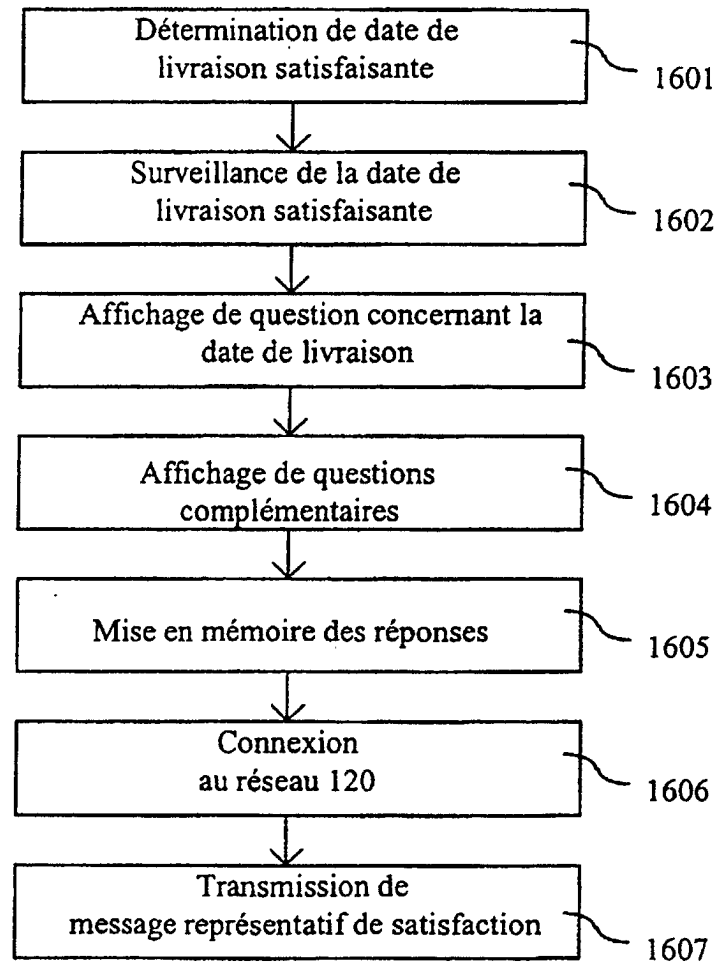 Détermination de date de
livraison satisfaisante
1601
Surveillance de la date de
livraison satisfaisante
1602
Affichage de question concernant la
date de livraison
1603
Affichage de questions
complémentaires
1604
Mise en mémoire des réponses
1605
Connexion
au réseau 120
1606
Transmission de
message représentatif de satisfaction
1607